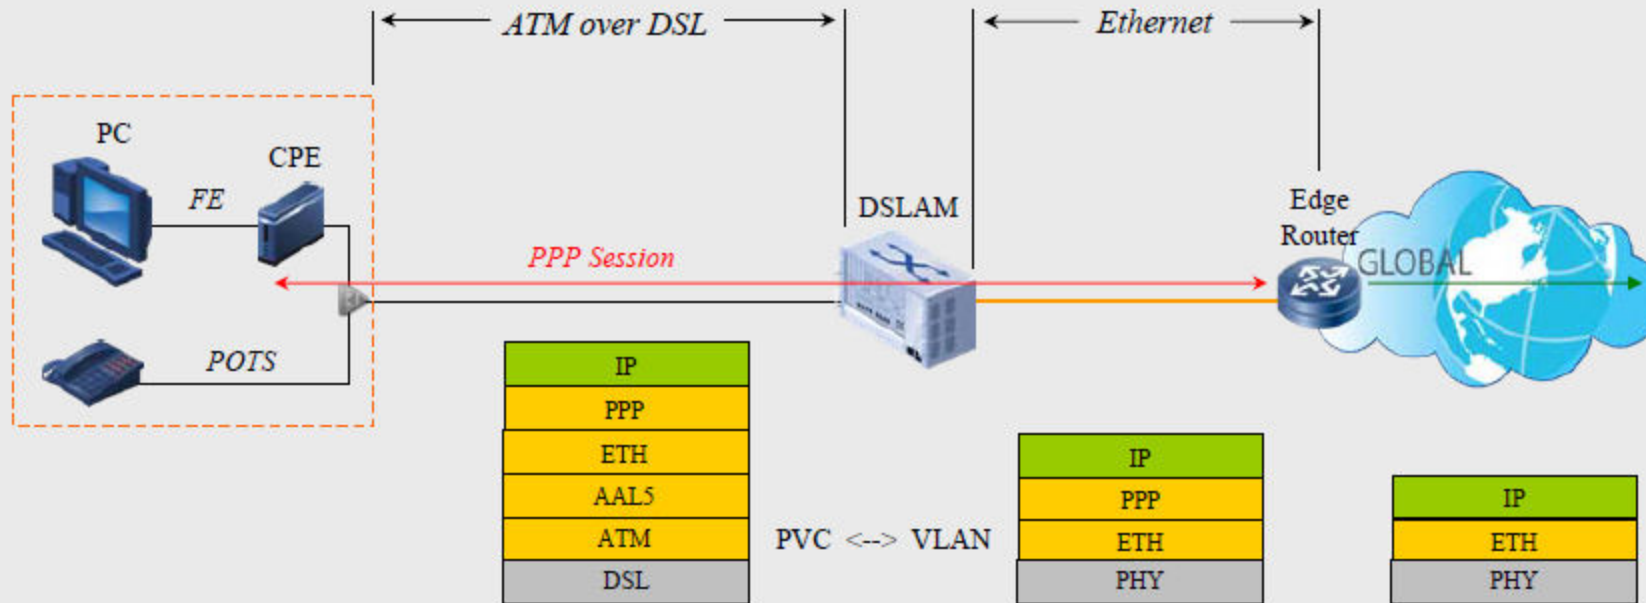 ATM over DSL
Ethernet
PC
CPE
FE
DSLAM
Edge
Router
PPP Session
GLOBAL
POTS
IP
PPP
ETH
AAL5
ATM
DSL
PVC <--> VLAN
IP
PPP
ETH
PHY
IP
ETH
PHY